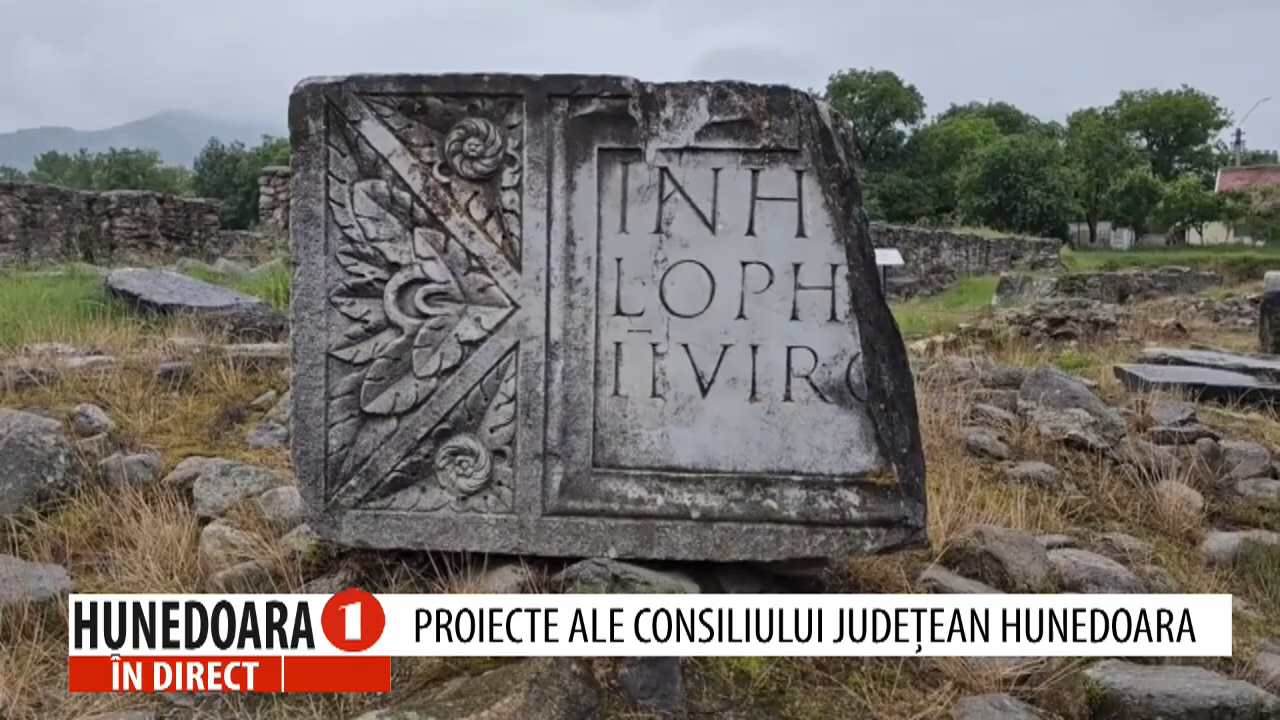 INH
LOPH
IIVIRO
HUNEDOARA 1
ÎN DIRECT
PROIECTE ALE CONSILIULUI JUDEȚEAN HUNEDOARA